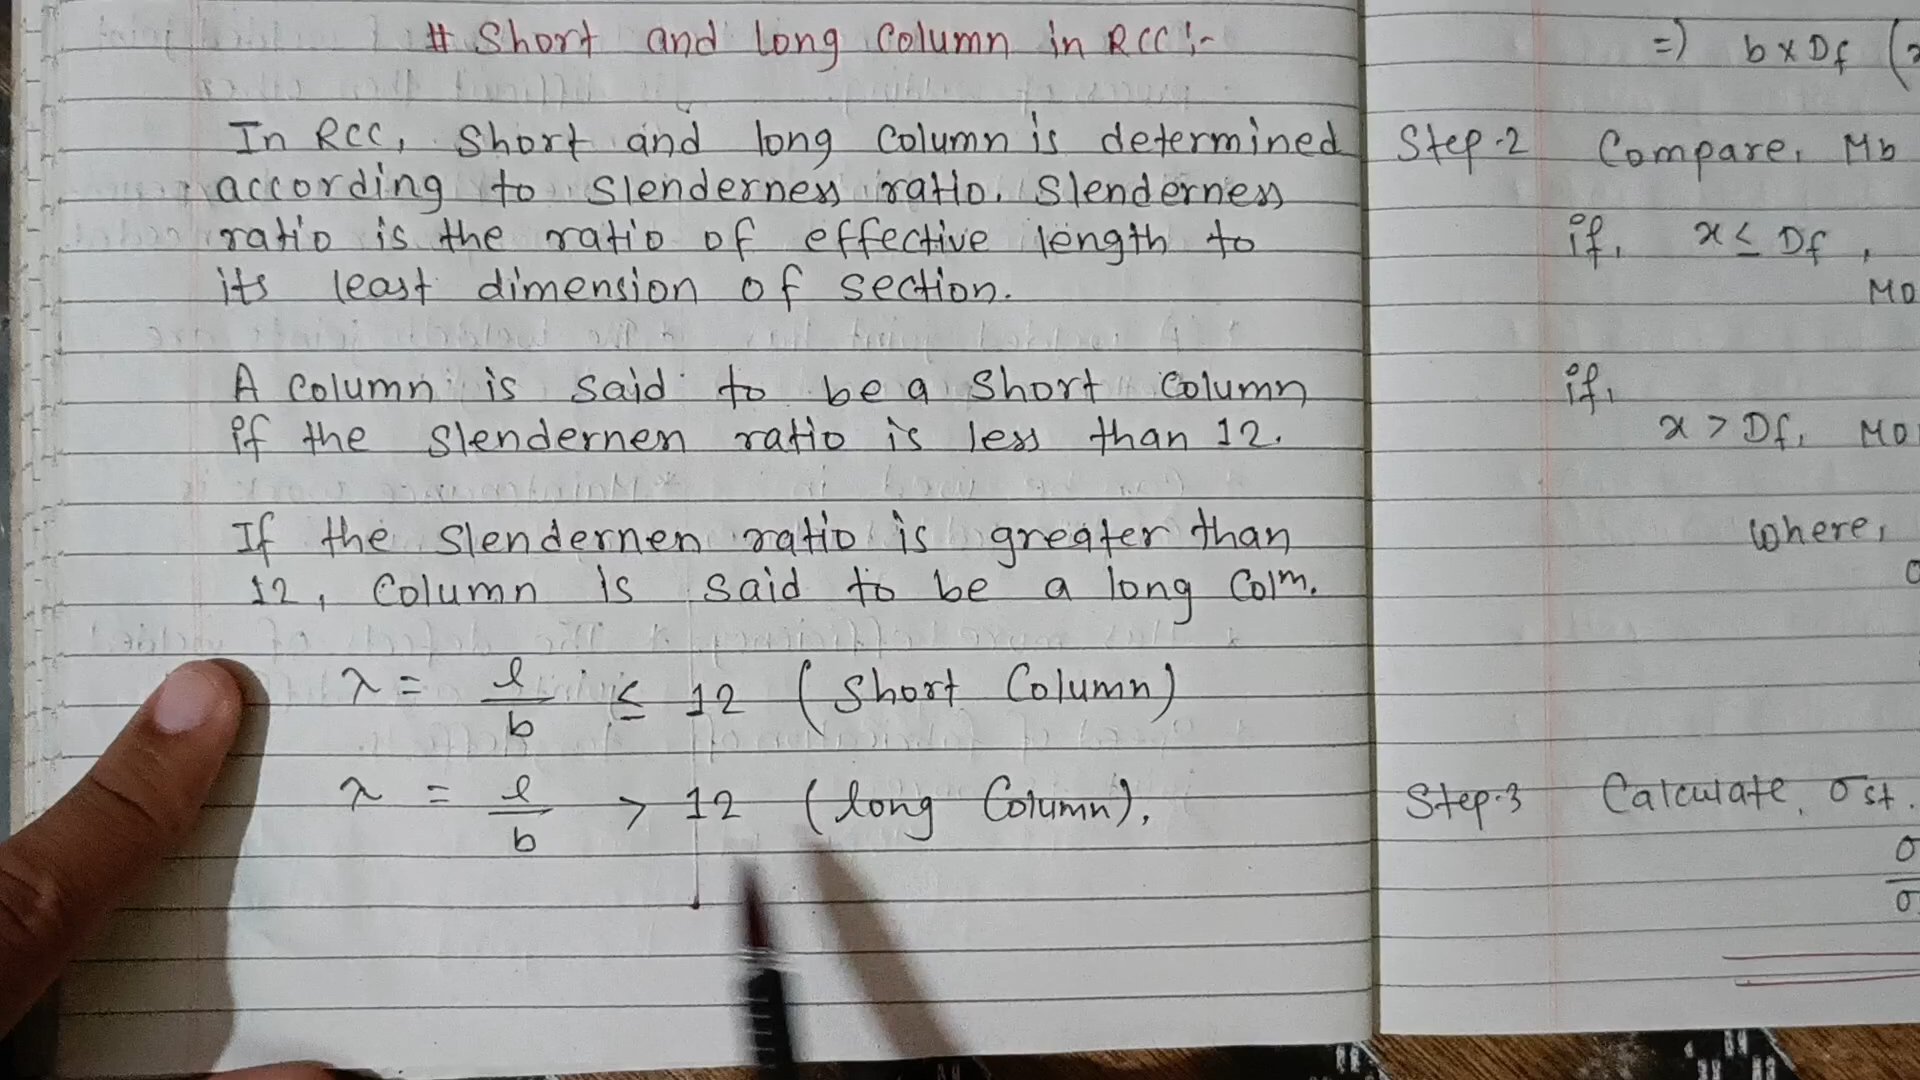 # Short and long Column in RCC :-
In RCC, Short and long Column is determined
according to Slenderness ratio. Slenderness
ratio is the ratio of effective length to
its least dimension of section.
A Column is said to be a Short Column
if the Slendernen ratio is less than 12.
If the Slendernen ratio is greater than
12, Column is said to be a long Colm.
λ = l/b ≤ 12 (Short Column)
λ = l/b > 12 (long Column).
=) b x Df (
Step-2 Compare, Mb
if, x ≤ Df ,
MO
if,
x > Df, MO
where,
Step-3 Calculate, σst.
σ
σ